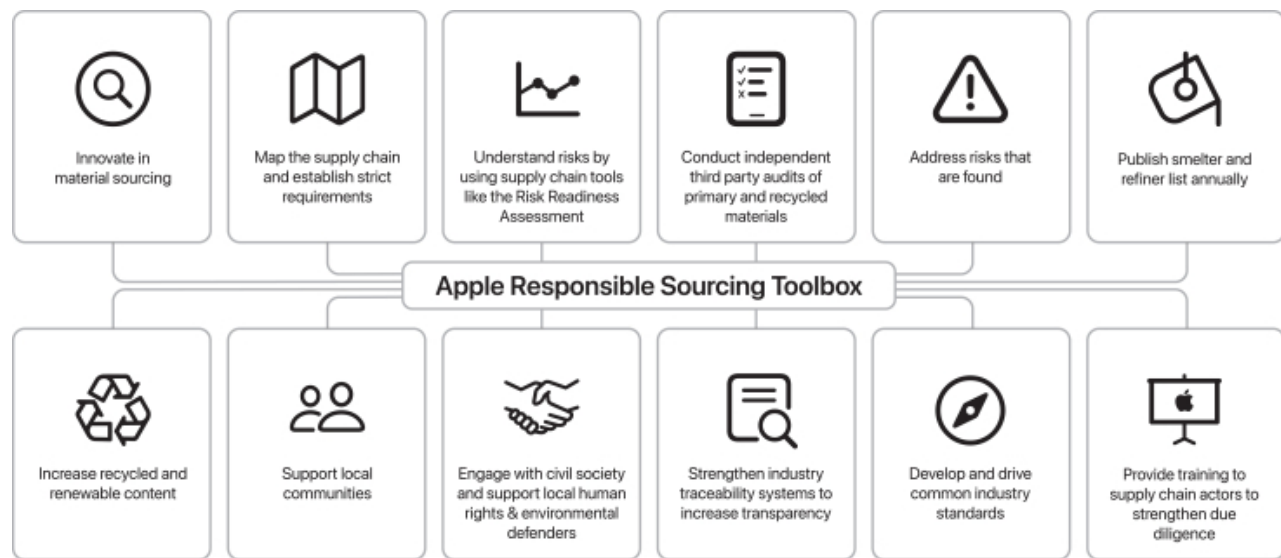 Innovate in
material sourcing
Map the supply chain
and establish strict
requirements
Understand risks by
using supply chain tools
like the Risk Readiness
Assessment
Conduct independent
third party audits of
primary and recycled
materials
Address risks that
are found
Publish smelter and
refiner list annually
Apple Responsible Sourcing Toolbox
Increase recycled and
renewable content
Support local
communities
Engage with civil society
and support local human
rights & environmental
defenders
Strengthen industry
traceability systems to
increase transparency
Develop and drive
common industry
standards
Provide training to
supply chain actors to
strengthen due
diligence